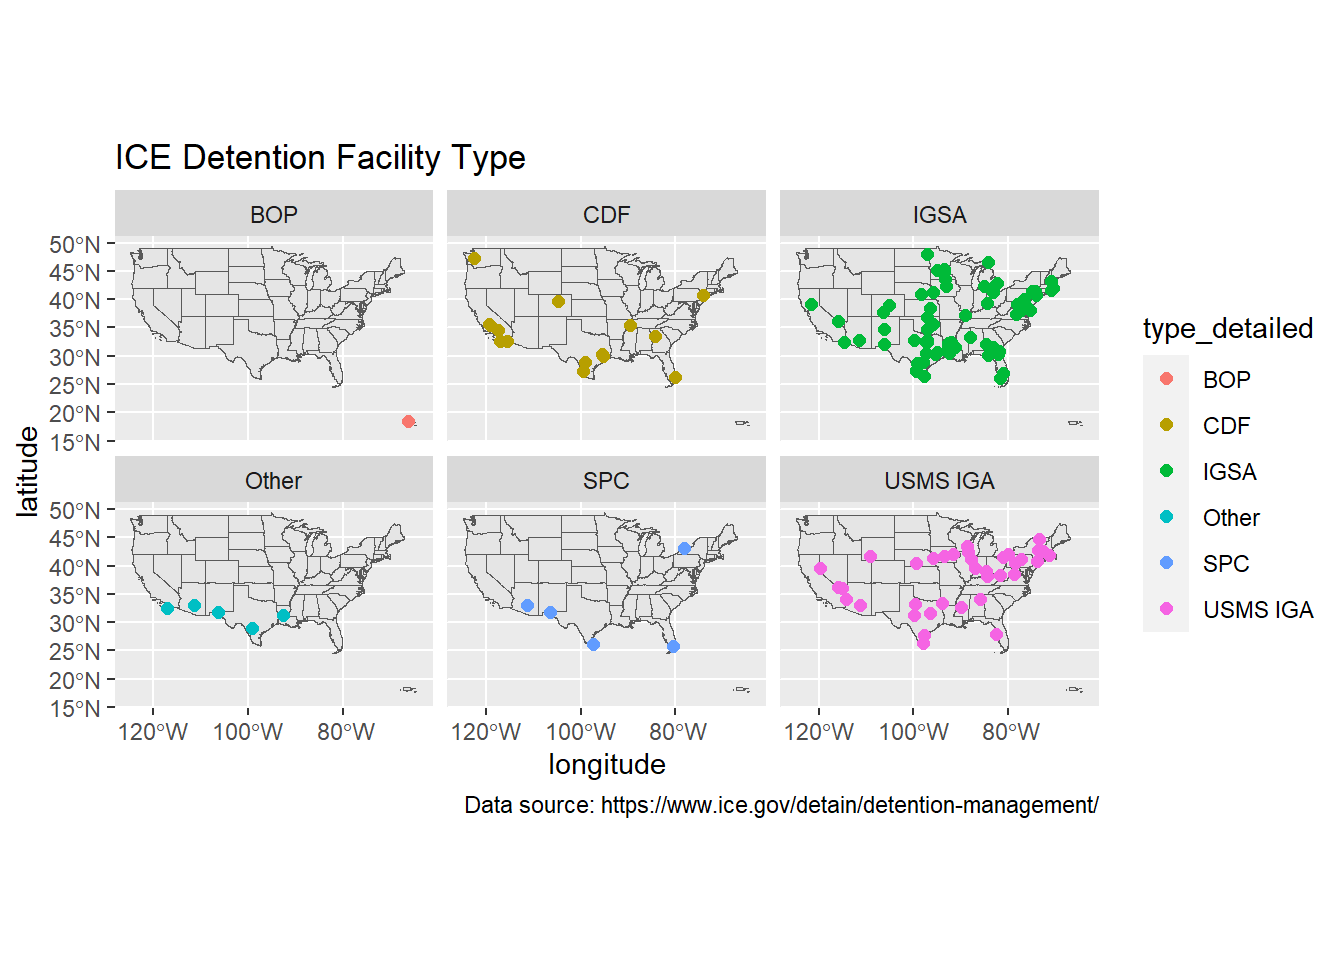 ICE Detention Facility Type
BOP
CDF
IGSA
50°N
45°N
40°N
35°N
30°N
25°N
20°N
15°N
Other
SPC
USMS IGA
50°N
45°N
40°N
35°N
30°N
25°N
20°N
15°N
120°W
100°W
80°W
120°W
100°W
80°W
120°W
100°W
80°W
latitude
longitude
Data source: https://www.ice.gov/detain/detention-management/
type_detailed
BOP
CDF
IGSA
Other
SPC
USMS IGA